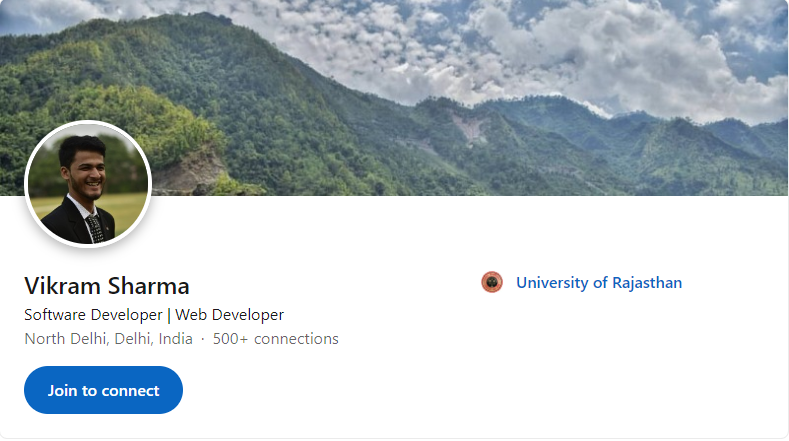 Vikram Sharma
University of Rajasthan
Software Developer | Web Developer
North Delhi, Delhi, India · 500+ connections
Join to connect